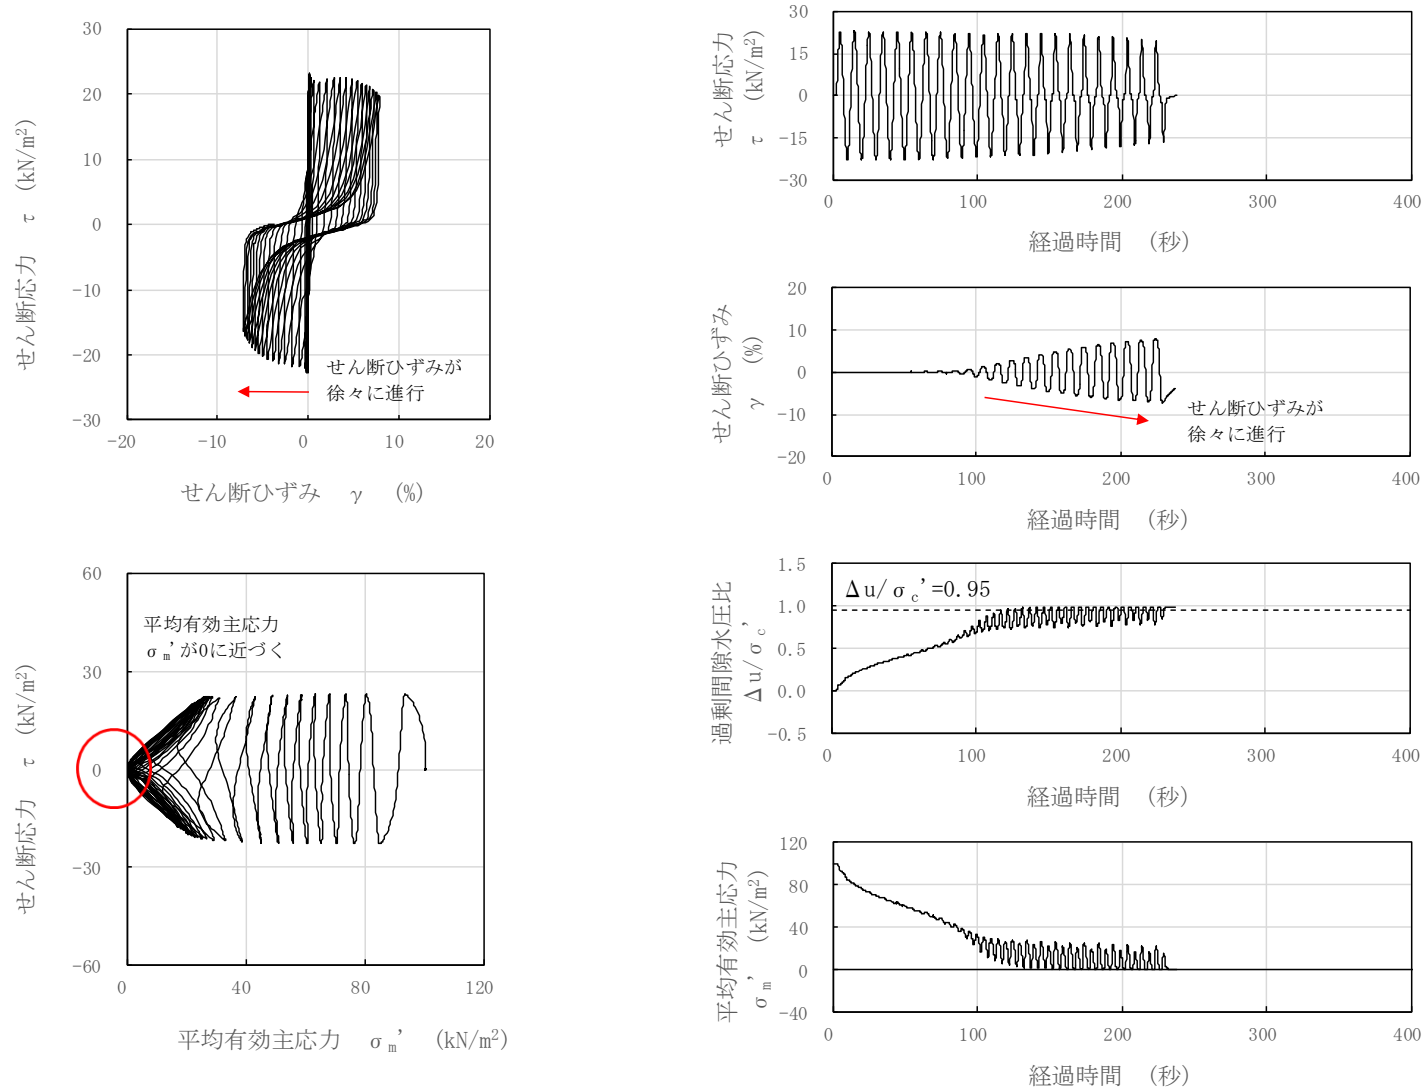 30
20
10
0
-10
-20
-30
-20
-10
0
10
20
せん断応力 τ (kN/m²)
せん断ひずみ γ (%)
せん断ひずみが
徐々に進行
60
30
0
-30
-60
0
40
80
120
せん断応力 τ (kN/m²)
平均有効主応力 σm' (kN/m²)
平均有効主応力
σm'が0に近づく
30
15
0
-15
-30
0
100
200
300
400
せん断応力
τ (kN/m²)
経過時間 (秒)
20
10
0
-10
-20
0
100
200
300
400
せん断ひずみ
γ (%)
経過時間 (秒)
せん断ひずみが
徐々に進行
1.5
1.0
0.5
0.0
-0.5
0
100
200
300
400
過剰間隙水圧比
Δu/σc'
経過時間 (秒)
Δu/σc'=0.95
120
80
40
0
-40
0
100
200
300
400
平均有効主応力
σm' (kN/m²)
経過時間 (秒)